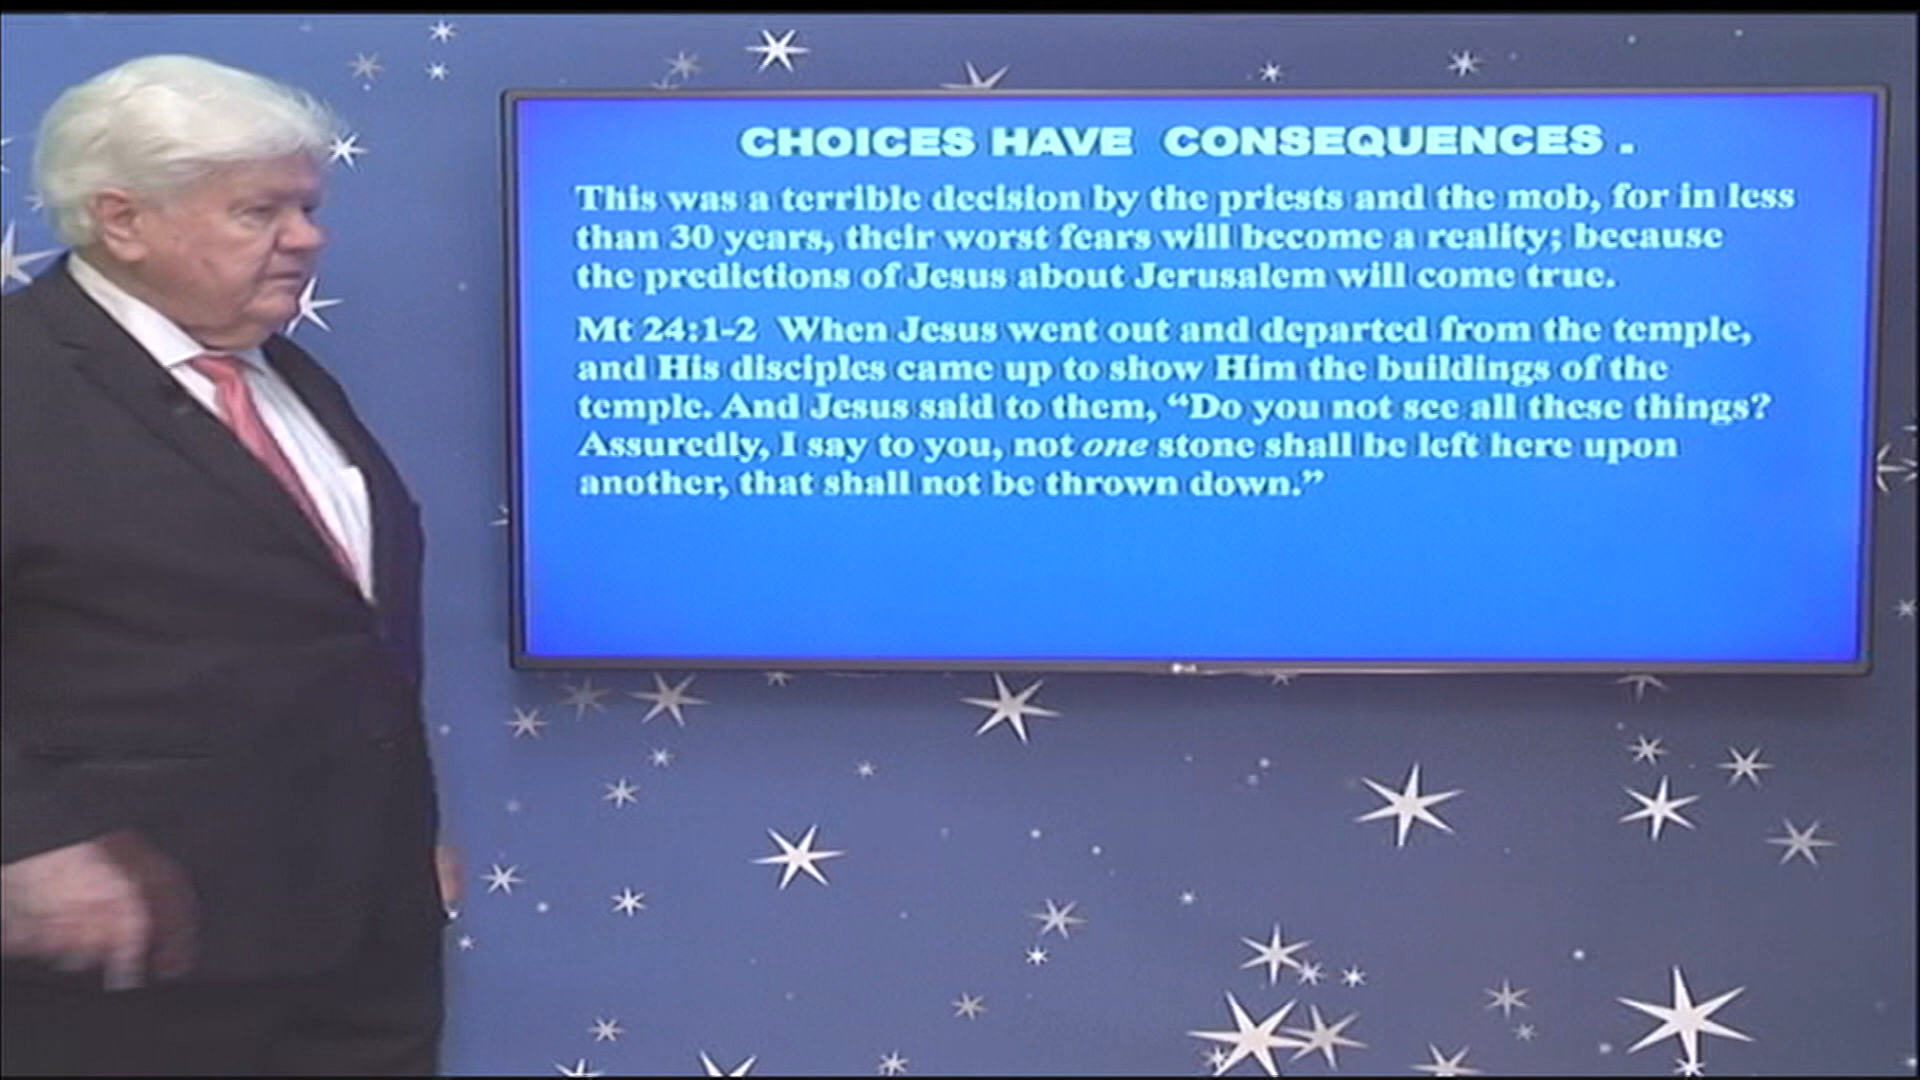 CHOICES HAVE CONSEQUENCES .
This was a terrible decision by the priests and the mob, for in less
than 30 years, their worst fears will become a reality; because
the predictions of Jesus about Jerusalem will come true.
Mt 24:1-2 When Jesus went out and departed from the temple,
and His disciples came up to show Him the buildings of the
temple. And Jesus said to them, “Do you not see all these things?
Assuredly, I say to you, not one stone shall be left here upon
another, that shall not be thrown down.”